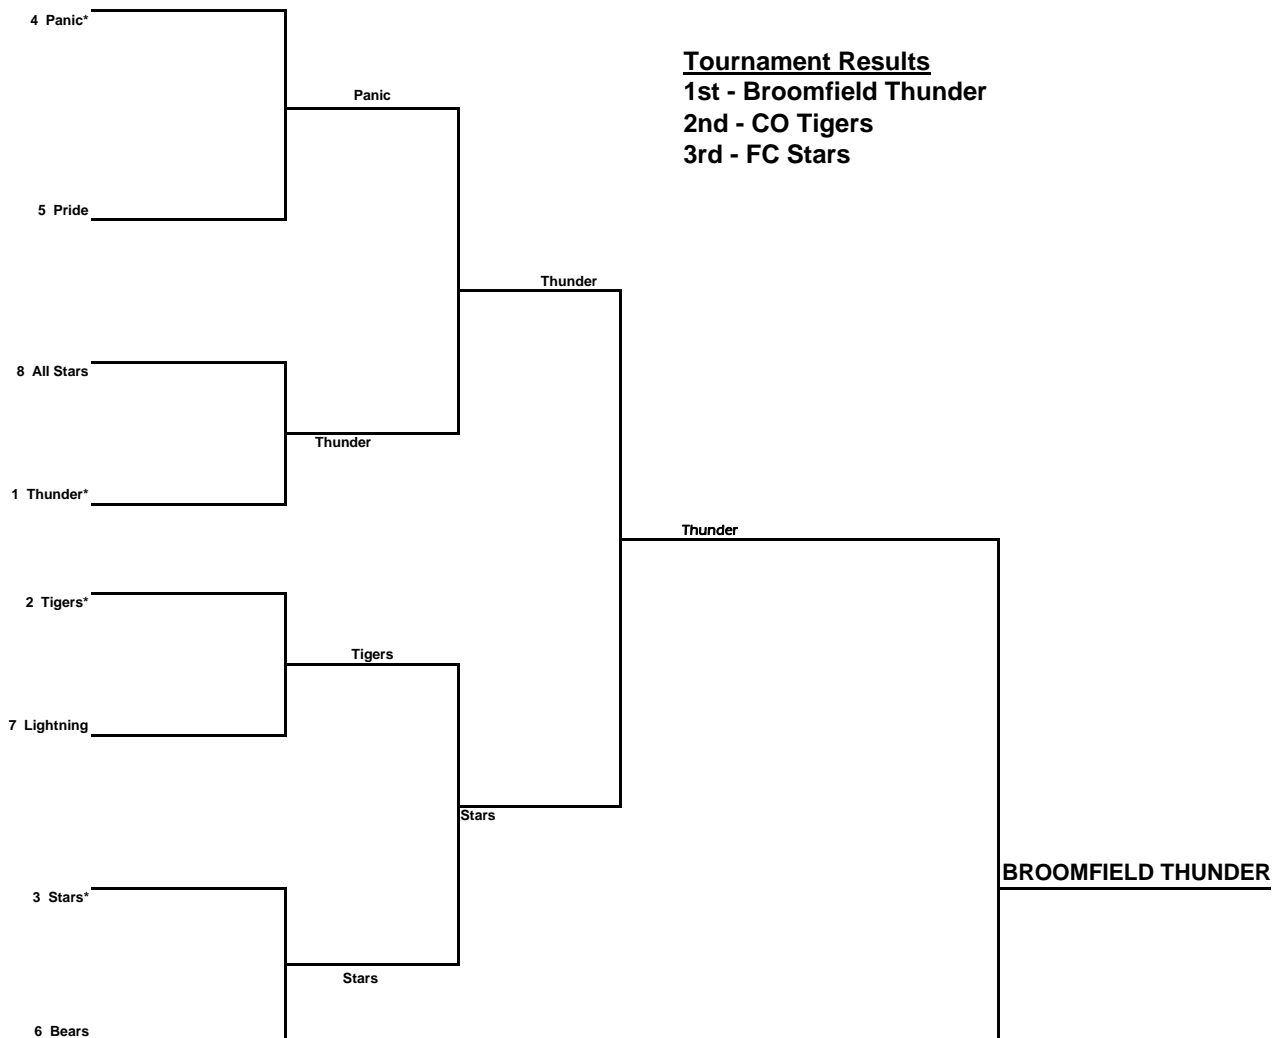 4 Panic*
Tournament Results
1st - Broomfield Thunder
Panic
2nd - CO Tigers
3rd - FC Stars
5 Pride
Thunder
8 All Stars
Thunder
1 Thunder*
Thunder
2 Tigers*
Tigers
7 Lightning
Stars
BROOMFIELD THUNDER
3 Stars*
Stars
6 Bears